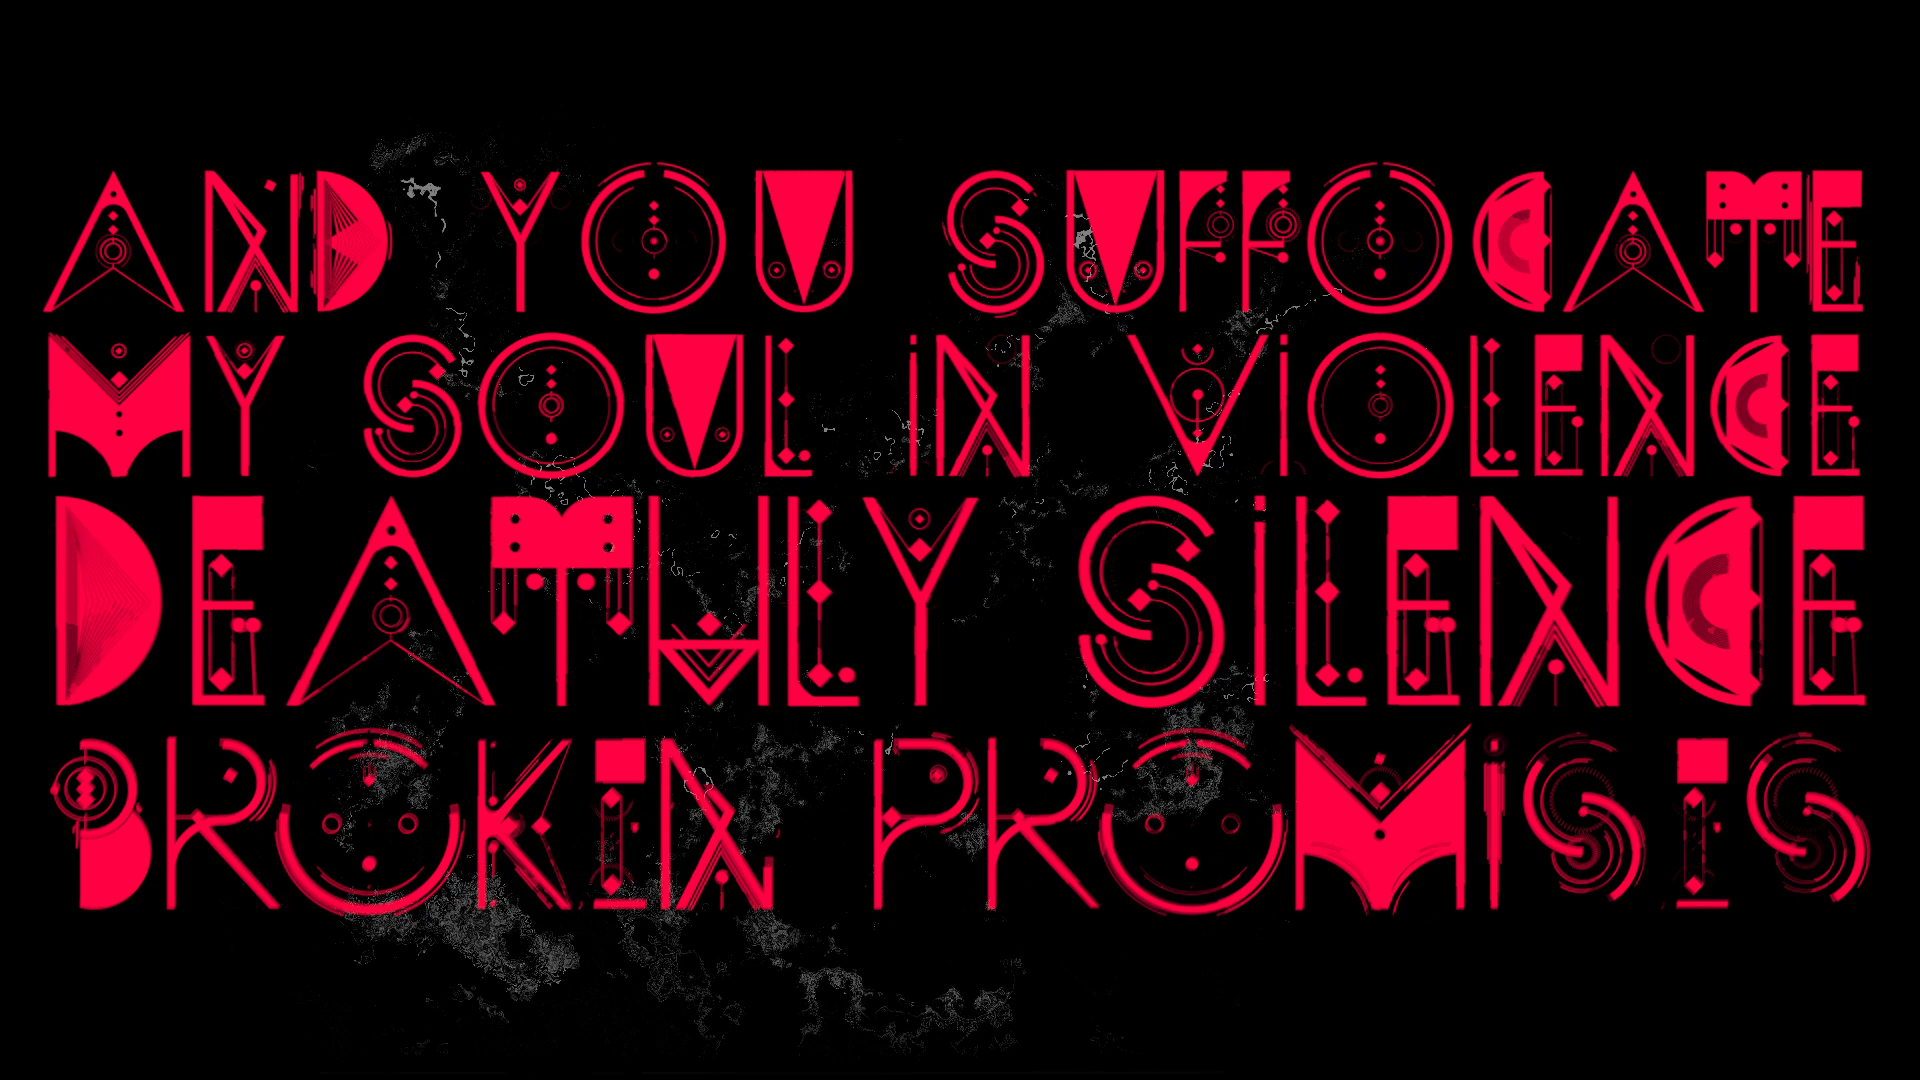 AND YOU SUFFOCATE
MY SOUL iN ViOLENCE
DEATHLY SiLENCE
BROKEN PROMiSES